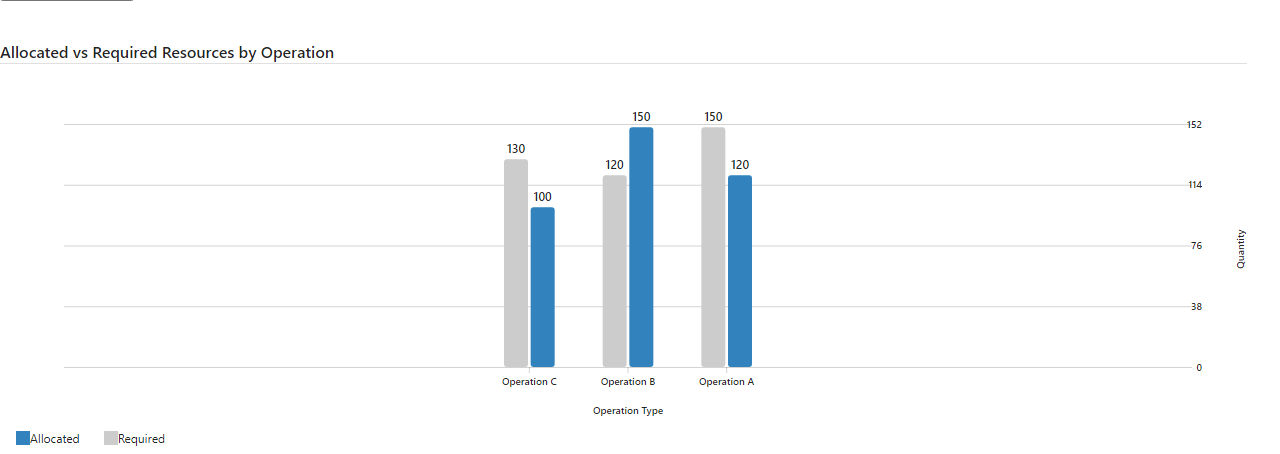 Allocated vs Required Resources by Operation
150 150
130
120 120
100
152
114
76
38
0
Quantity
Operation C Operation B Operation A
Operation Type
Allocated Required